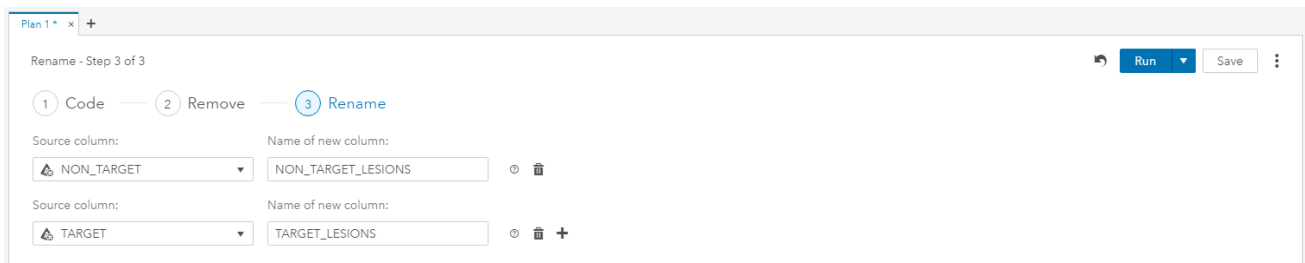 Plan 1 * × +
Rename - Step 3 of 3 Run Save
1 Code 2 Remove 3 Rename
Source column: Name of new column:
NON_TARGET NON_TARGET_LESIONS
Source column: Name of new column:
TARGET TARGET_LESIONS